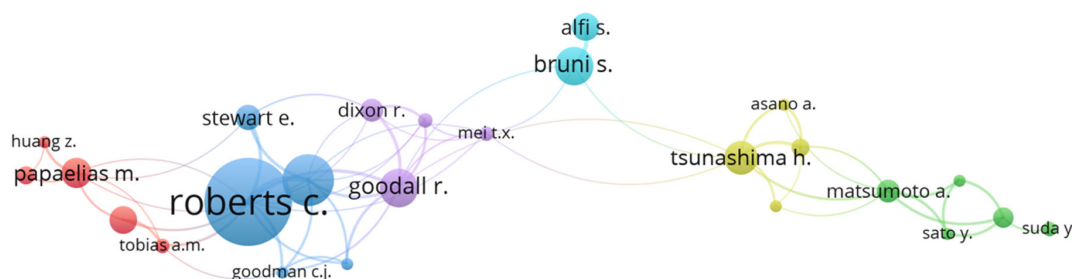 alfi s.
bruni s.
asano a.
dixon r.
stewart e.
mei t.x.
huang z.
tsunashima h.
papaelias m.
goodall r.
matsumoto a.
roberts c.
suda y
sato y.
tobias a.m.
goodman c.j.